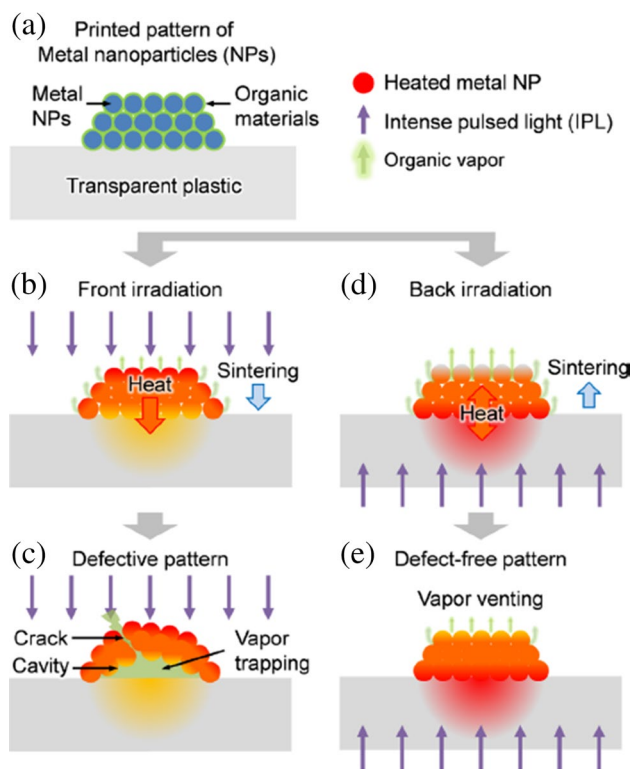 (a)
Printed pattern of
Metal nanoparticles (NPs)
Metal
NPs
Organic
materials
Transparent plastic
Heated metal NP
Intense pulsed light (IPL)
Organic vapor
(b)
Front irradiation
Heat
Sintering
(d)
Back irradiation
Sintering
Heat
(c)
Defective pattern
Crack
Cavity
Vapor
trapping
(e)
Defect-free pattern
Vapor venting